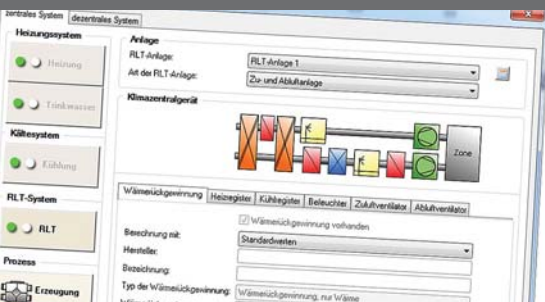 zentrales System dezentrales System
Heizungssystem
Heizung
Trinkwasser
Kältesystem
Kühlung
RLT-System
RLT
Prozess
Erzeugung
Anlage
RLT-Anlage: RLT-Anlage 1
Art der RLT-Anlage: Zu- und Abluftanlage
Klimazentralgerät
Zone
Wärmerückgewinnung Heizregister Kühlregister Beleuchter Zuluftventilator Abluftventilator
Wärmerückgewinnung vorhanden
Berechnung mit: Standardwerten
Hersteller:
Bezeichnung:
Typ der Wärmerückgewinnung: Wärmerückgewinnung, nur Wärme